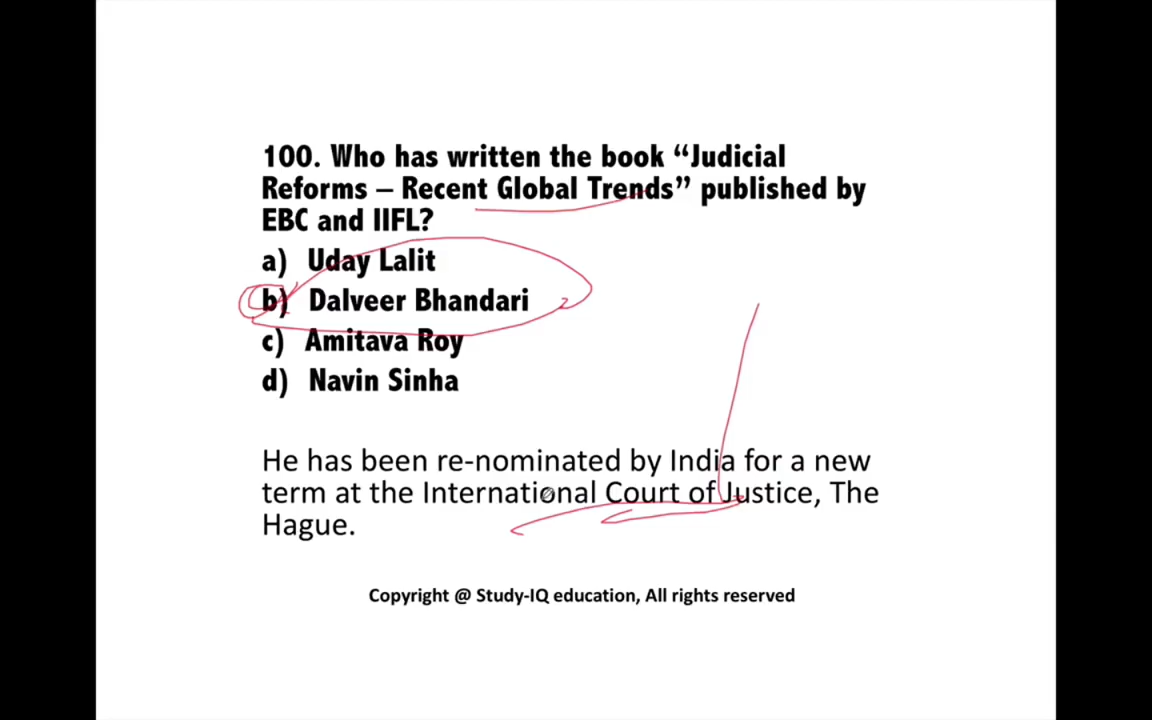 100. Who has written the book “Judicial
Reforms – Recent Global Trends” published by
EBC and IIFL?
a) Uday Lalit
b) Dalveer Bhandari
c) Amitava Roy
d) Navin Sinha
He has been re-nominated by India for a new
term at the International Court of Justice, The
Hague.
Copyright @ Study-IQ education, All rights reserved